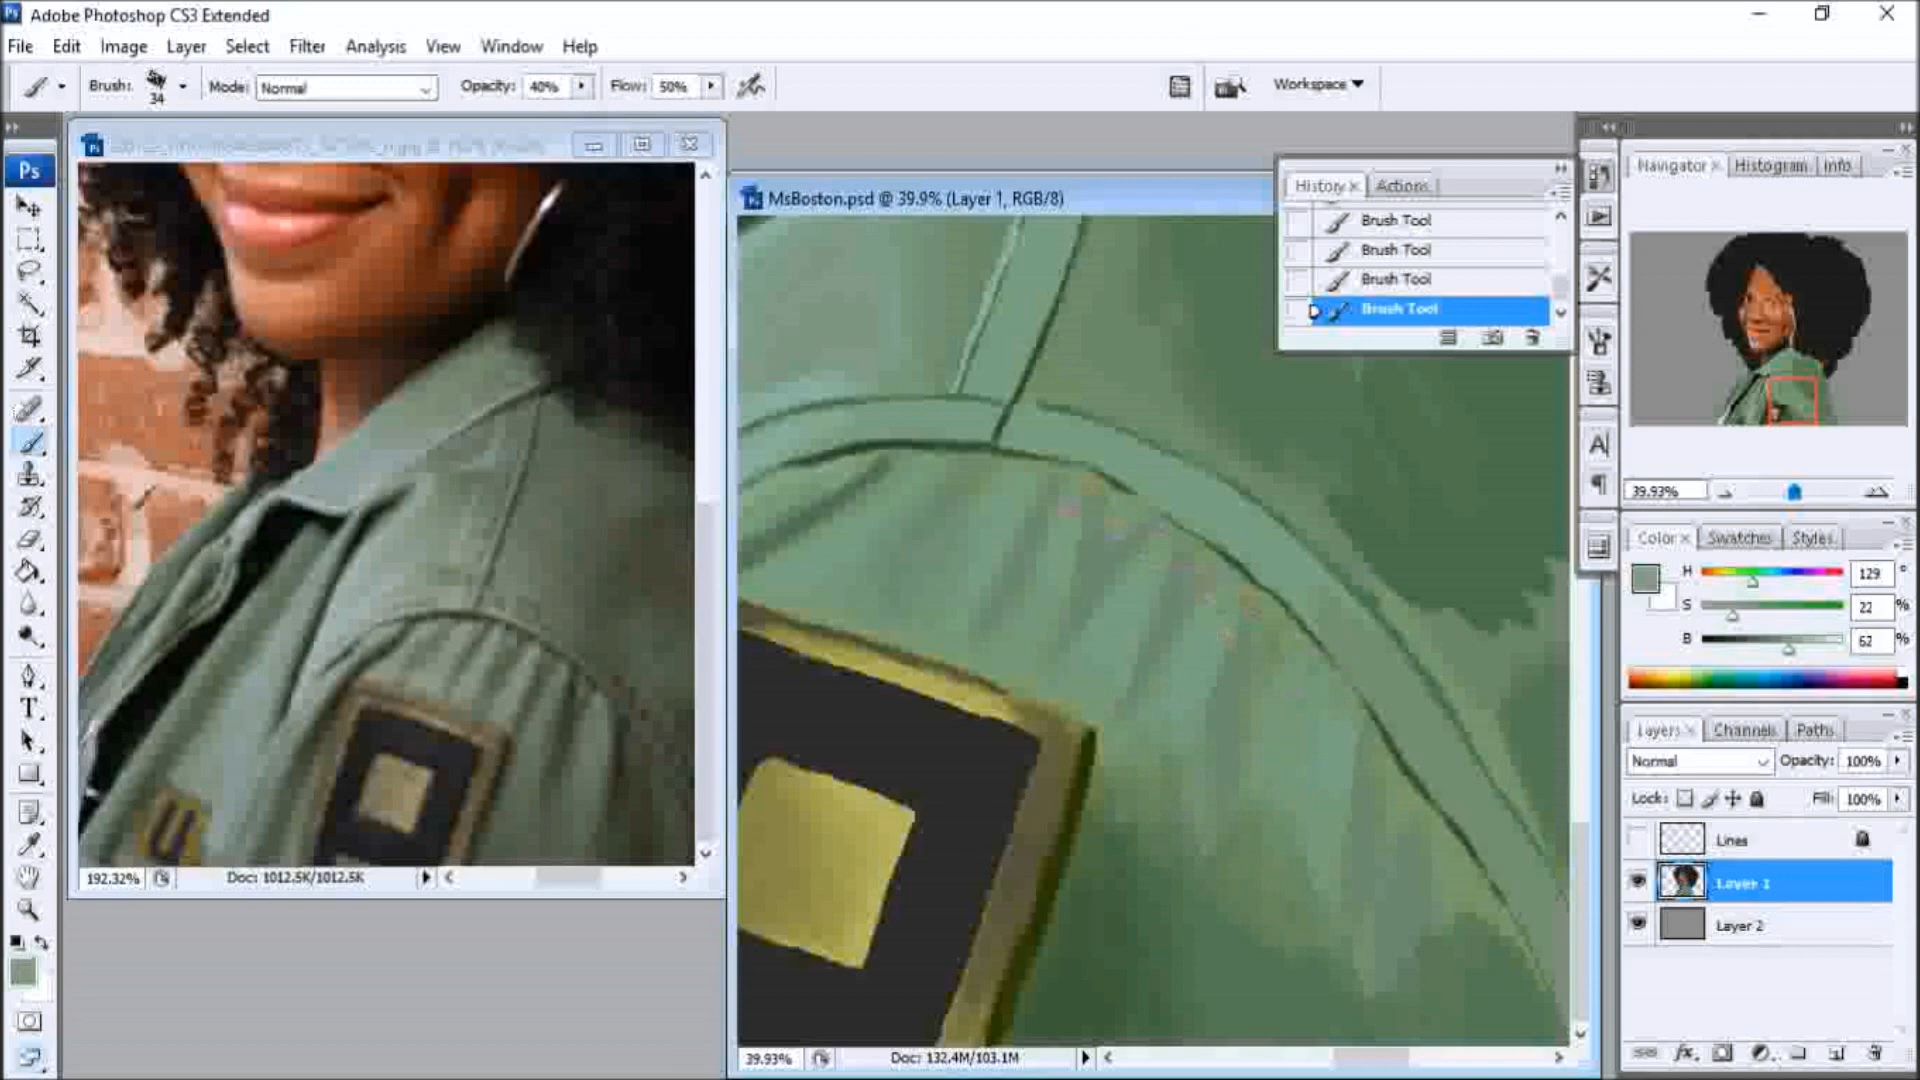 Ps Adobe Photoshop CS3 Extended
File Edit Image Layer Select Filter Analysis View Window Help
Brush: 34 Mode: Normal Opacity: 40% Flow: 50% Workspace
Ps
Ps
MsBoston.psd @ 39.9% (Layer 1, RGB/8)
History Actions
Brush Tool
Brush Tool
Brush Tool
Brush Tool
Navigator Histogram Info
39.93%
Color Swatches Styles
H 129 °
S 22 %
B 62 %
Layers Channels Paths
Normal Opacity: 100%
Lock: Fill: 100%
Lines
Layer 1
Layer 2
T
A
192.32% Doc: 1012.5K/1012.5K
39.93% Doc: 132.4M/103.1M